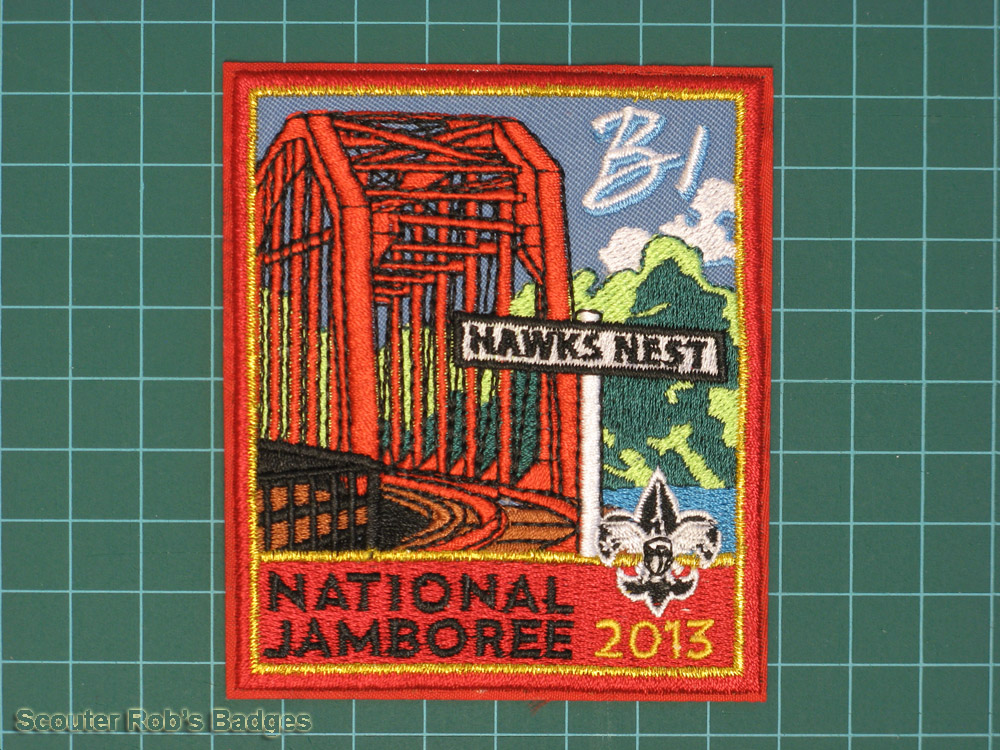 B1
HAWKS NEST
NATIONAL
JAMBOREE 2013
Scouter Rob's Badges